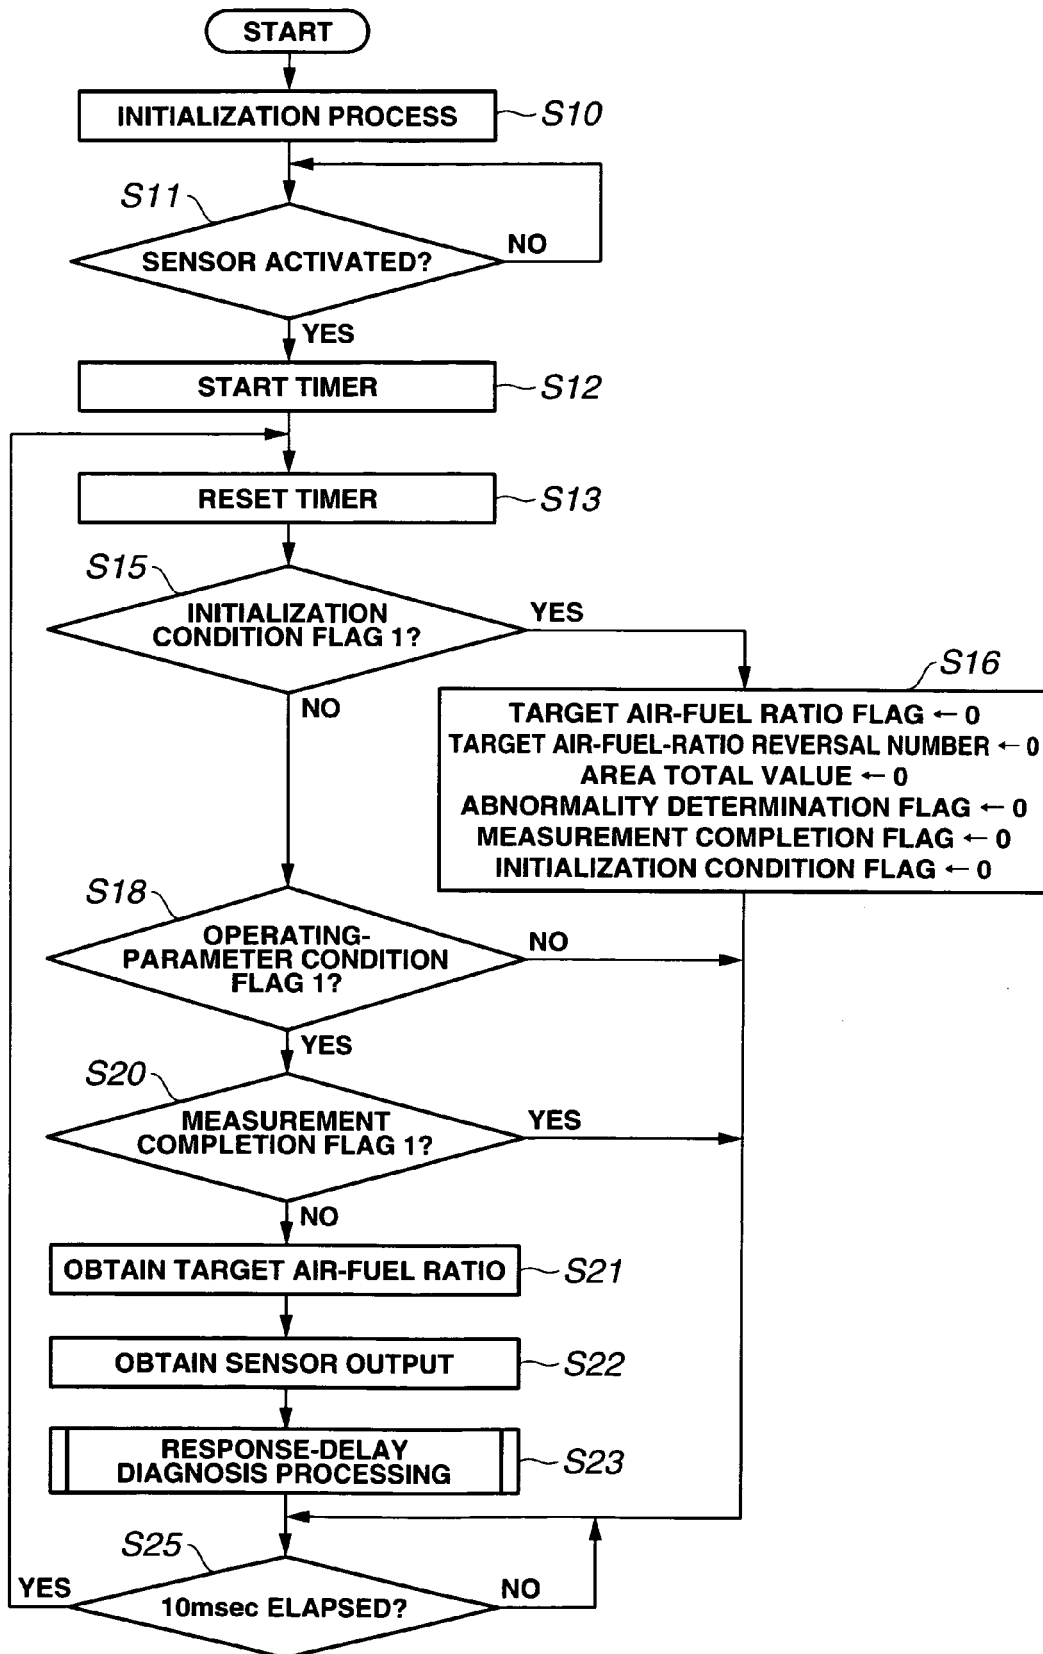 START
INITIALIZATION PROCESS
S10
S11
SENSOR ACTIVATED?
NO
YES
START TIMER
S12
RESET TIMER
S13
S15
INITIALIZATION
CONDITION FLAG 1?
YES
NO
S16
TARGET AIR-FUEL RATIO FLAG ← 0
TARGET AIR-FUEL-RATIO REVERSAL NUMBER ← 0
AREA TOTAL VALUE ← 0
ABNORMALITY DETERMINATION FLAG ← 0
MEASUREMENT COMPLETION FLAG ← 0
INITIALIZATION CONDITION FLAG ← 0
S18
OPERATING-
PARAMETER CONDITION
FLAG 1?
NO
YES
S20
MEASUREMENT
COMPLETION FLAG 1?
YES
NO
OBTAIN TARGET AIR-FUEL RATIO
S21
OBTAIN SENSOR OUTPUT
S22
RESPONSE-DELAY
DIAGNOSIS PROCESSING
S23
S25
YES
10msec ELAPSED?
NO